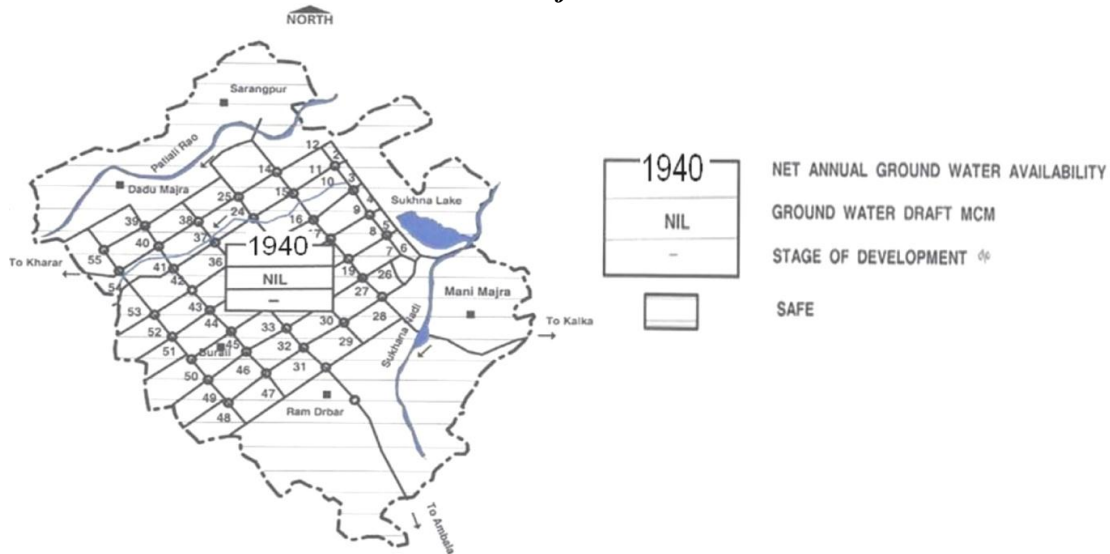 NORTH
Sarangpur
Patiali Rao
Dadu Majra
Sukhna Lake
To Kharar
Mani Majra
To Kalka
Sukhana Nadi
Ram Drbar
To Ambala
12
2
11
3
10
4
14
15
9
5
8
6
7
25
24
16
39
38
37
40
36
19
26
55
41
27
54
42
28
53
43
30
29
44
33
52
45
32
51
46
31
50
47
49
48
1940
NIL
–
1940 NET ANNUAL GROUND WATER AVAILABILITY
NIL GROUND WATER DRAFT MCM
– STAGE OF DEVELOPMENT
SAFE